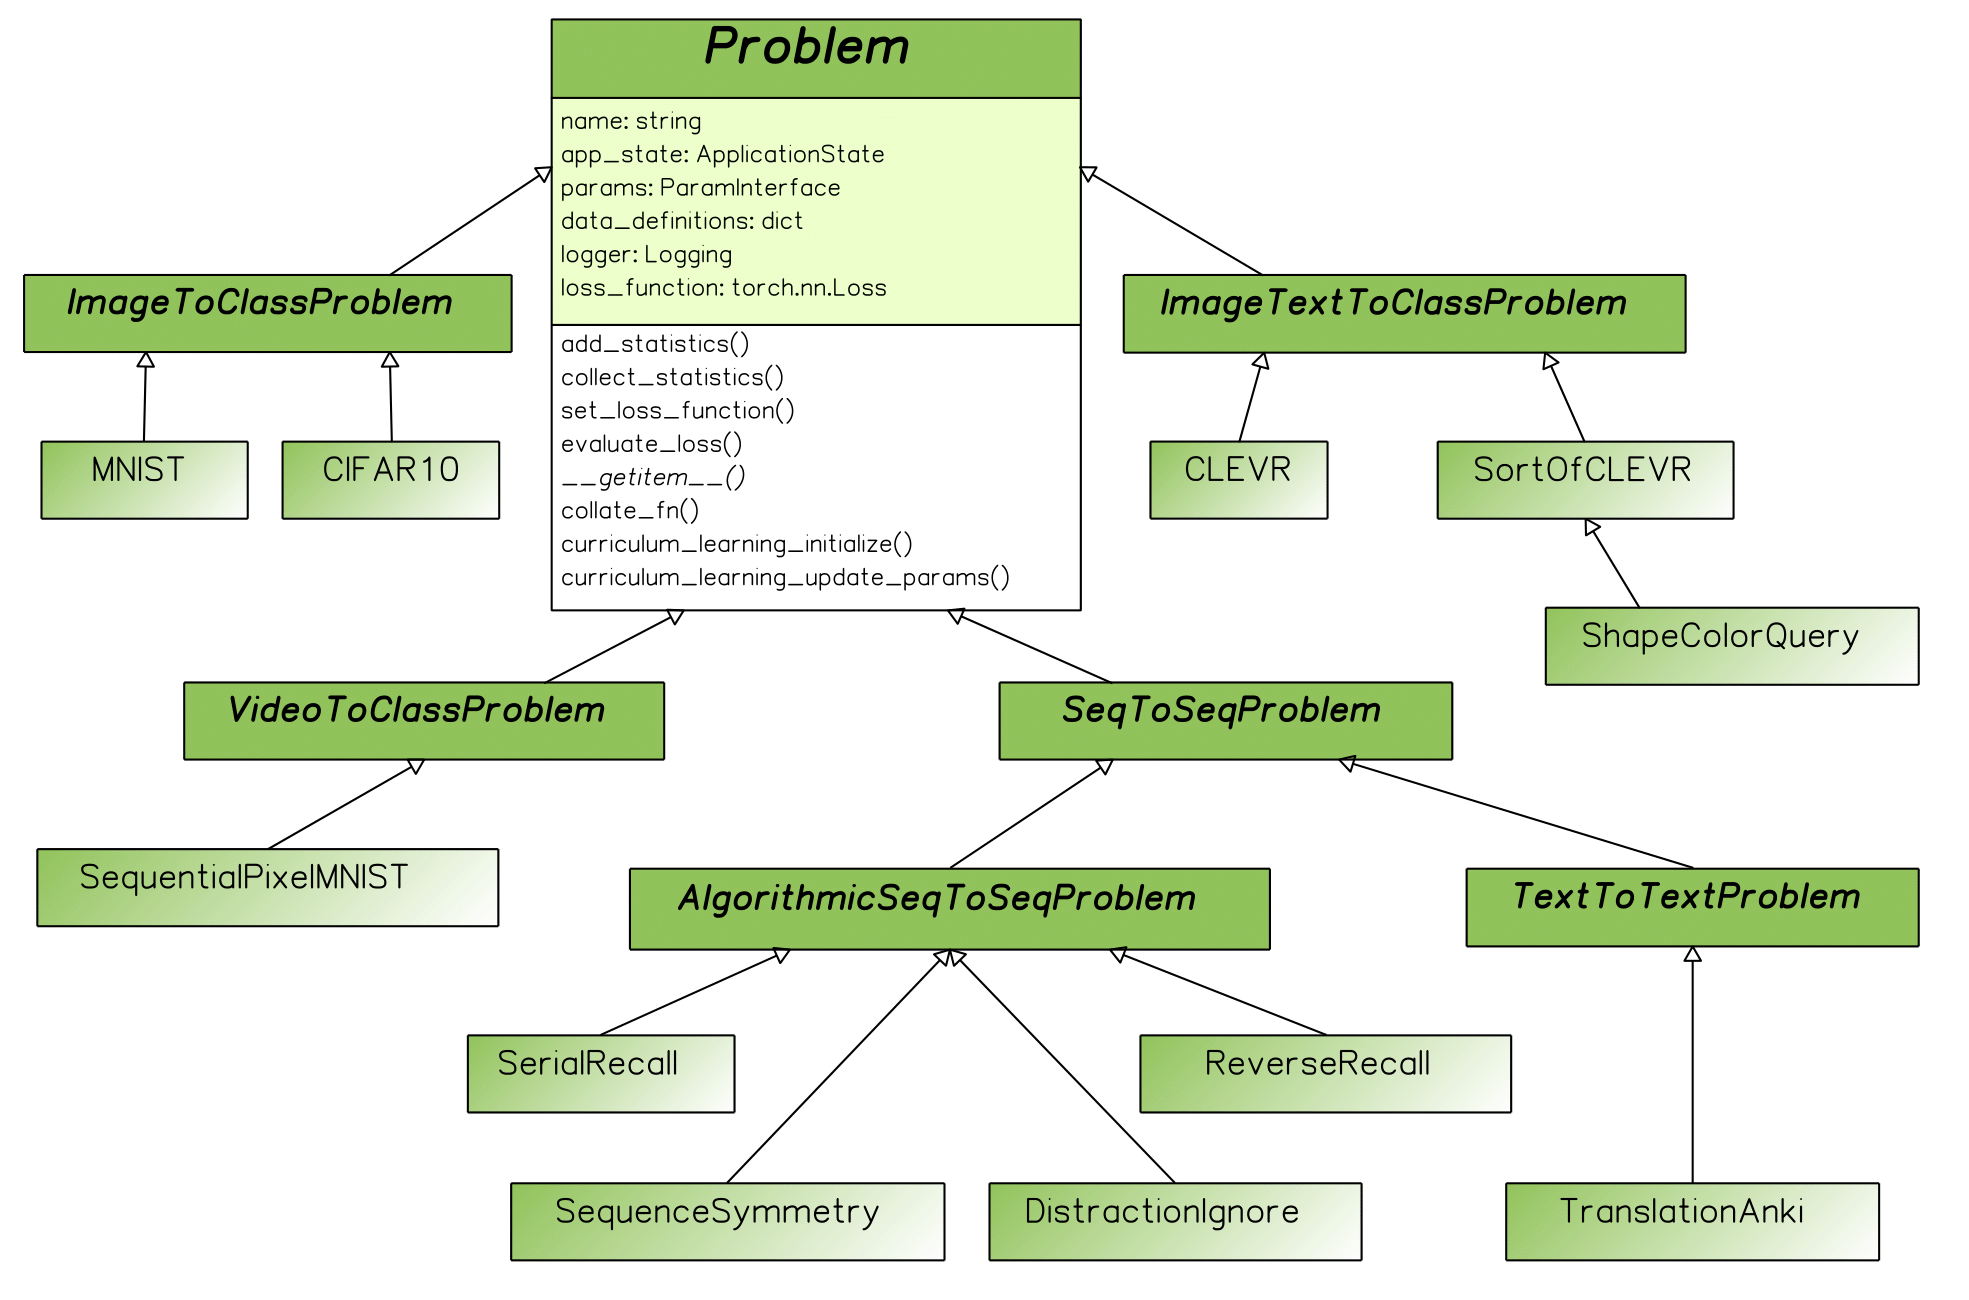 Problem
name: string
app_state: ApplicationState
params: ParamInterface
data_definitions: dict
logger: Logging
loss_function: torch.nn.Loss
add_statistics()
collect_statistics()
set_loss_function()
evaluate_loss()
__getitem__()
collate_fn()
curriculum_learning_initialize()
curriculum_learning_update_params()
ImageToClassProblem
ImageTextToClassProblem
MNIST
CIFAR10
CLEVR
SortOfCLEVR
ShapeColorQuery
VideoToClassProblem
SeqToSeqProblem
SequentialPixelMNIST
AlgorithmicSeqToSeqProblem
TextToTextProblem
SerialRecall
ReverseRecall
SequenceSymmetry
DistractionIgnore
TranslationAnki